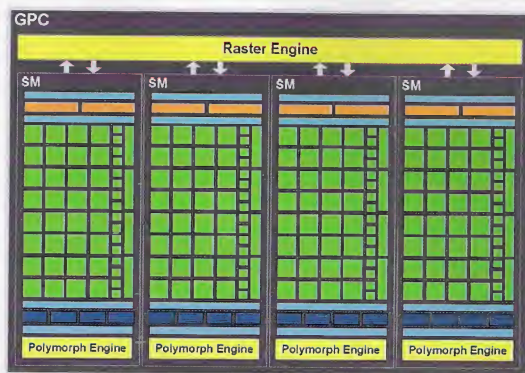 GPC
Raster Engine
SM SM SM SM
Polymorph Engine Polymorph Engine Polymorph Engine Polymorph Engine